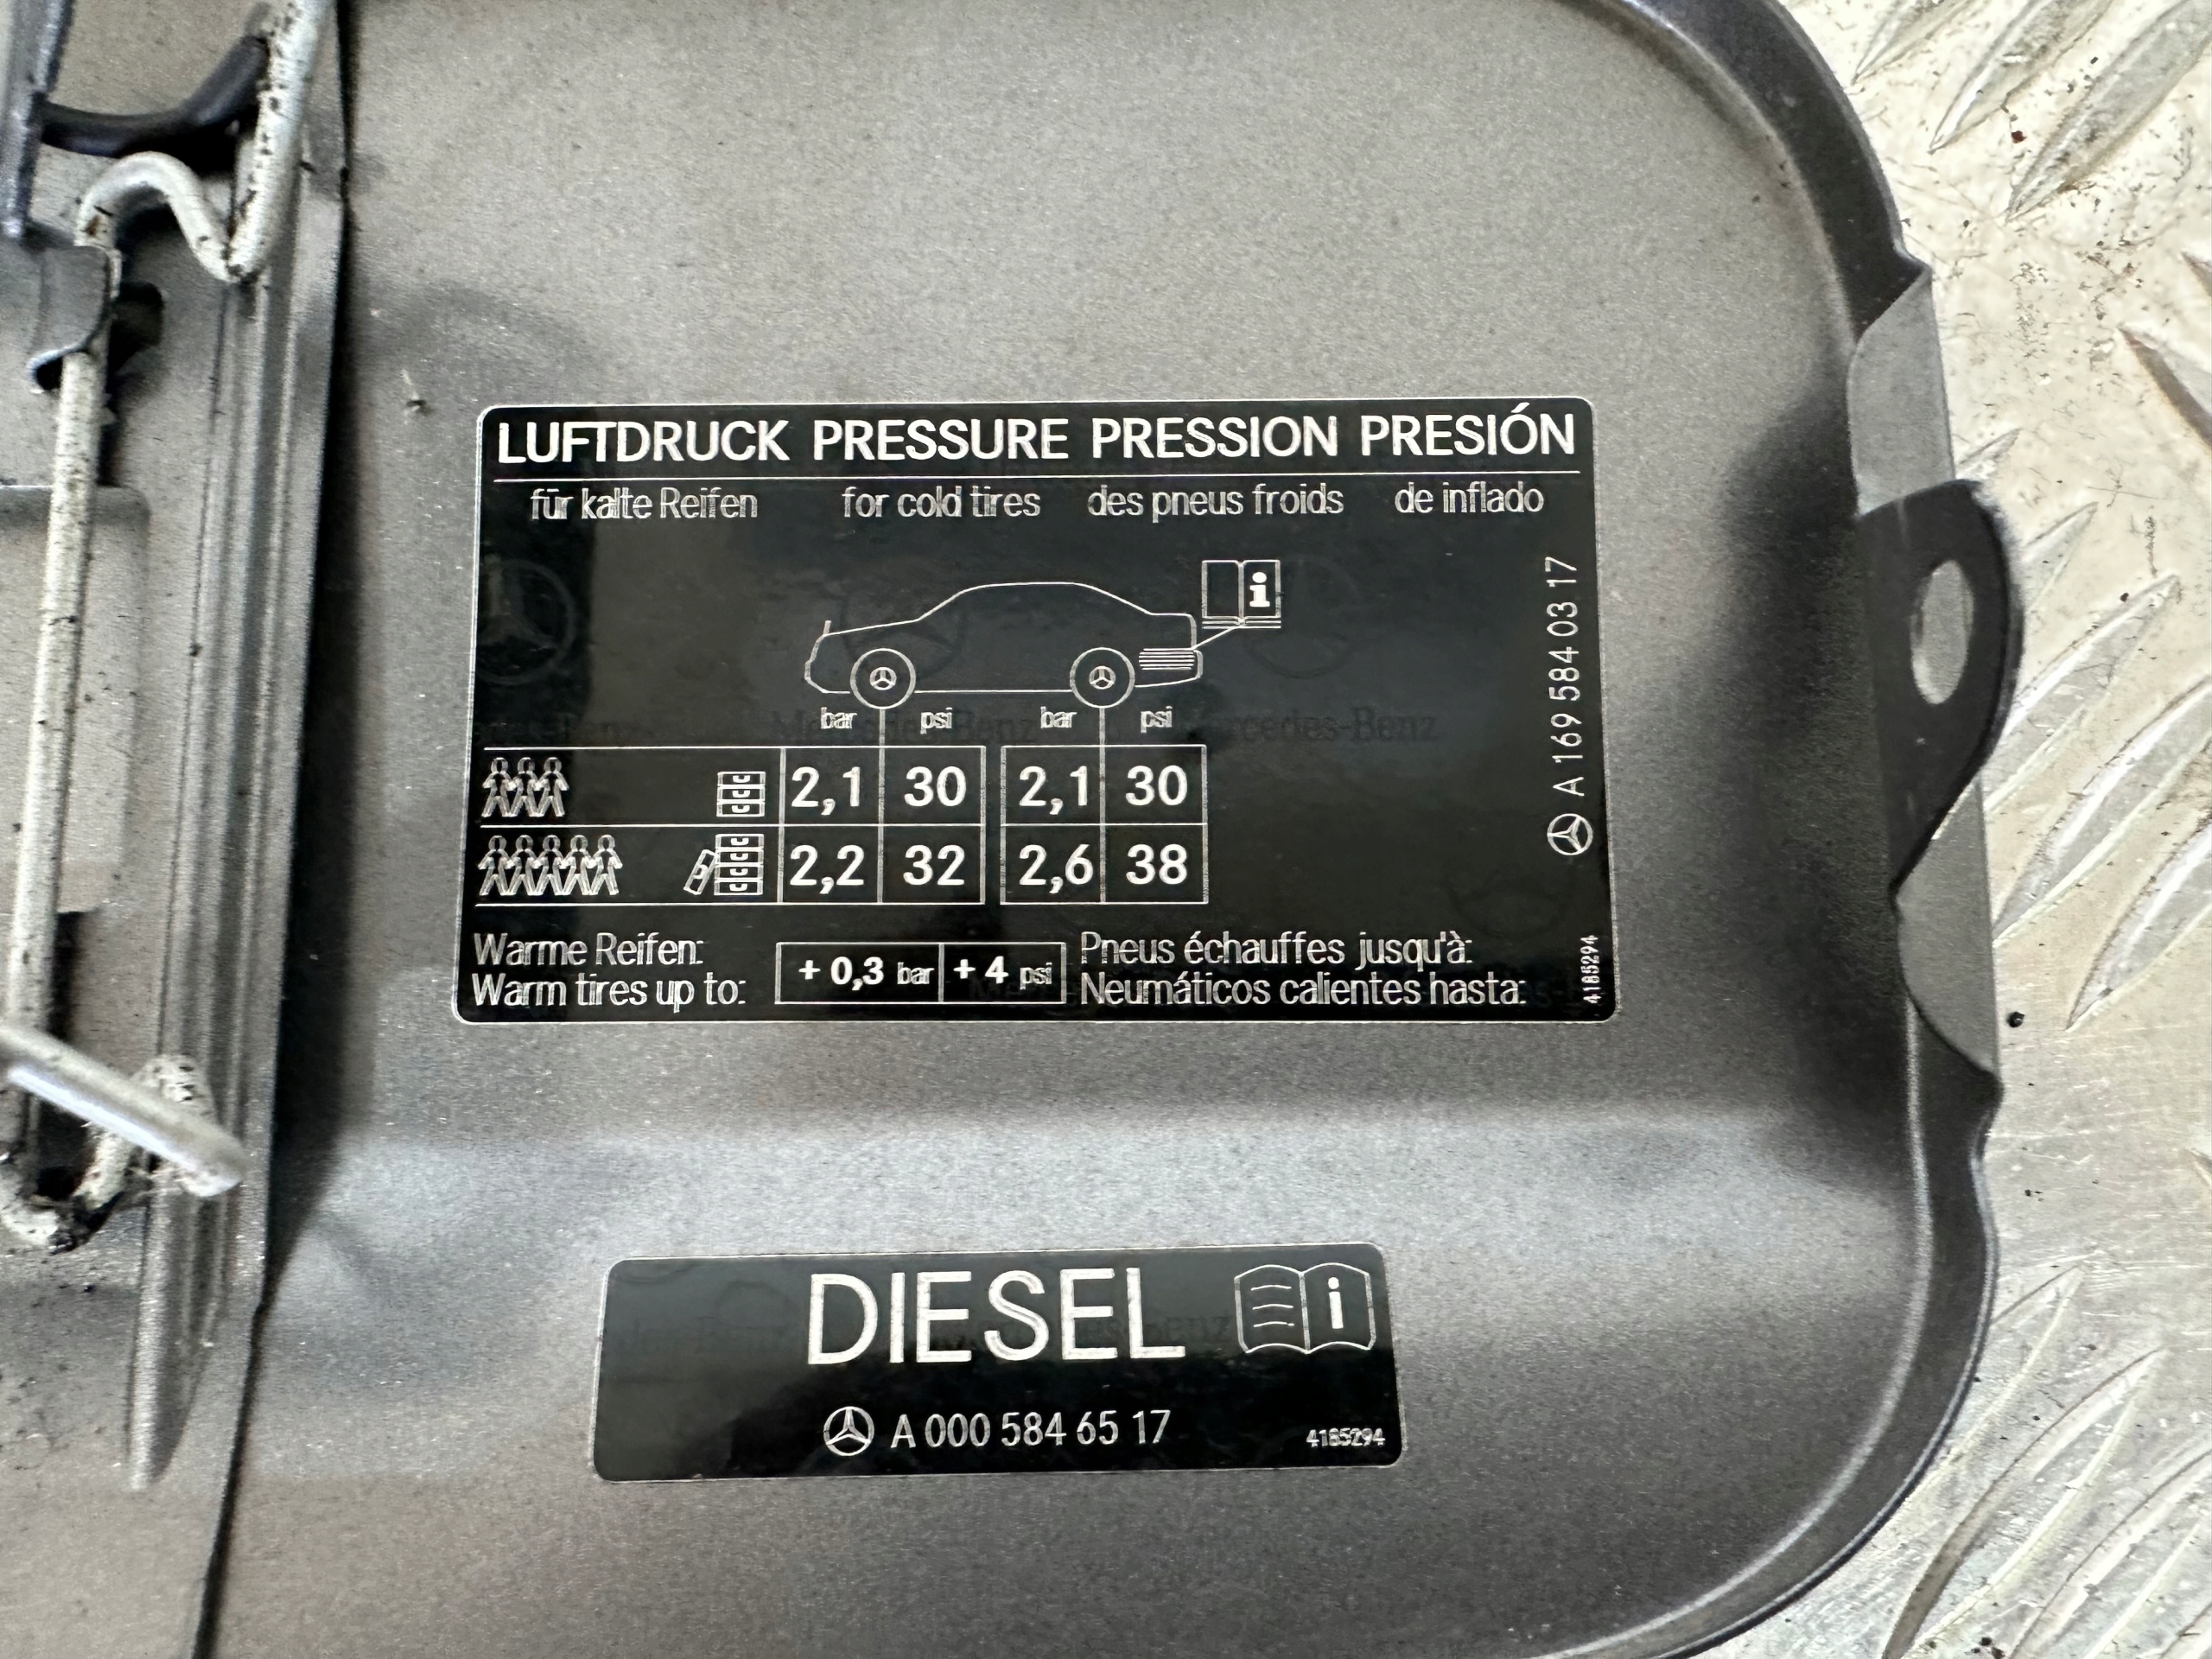 LUFTDRUCK PRESSURE PRESSION PRESIÓN
für kalte Reifen for cold tires des pneus froids de inflado
i
bar psi bar psi
2,1 30 2,1 30
2,2 32 2,6 38
Warme Reifen:
Warm tires up to:
+ 0,3 bar + 4 psi
Pneus échauffes jusqu'à:
Neumáticos calientes hasta:
A 169 584 03 17
4185294
DIESEL i
A 000 584 65 17
4185294